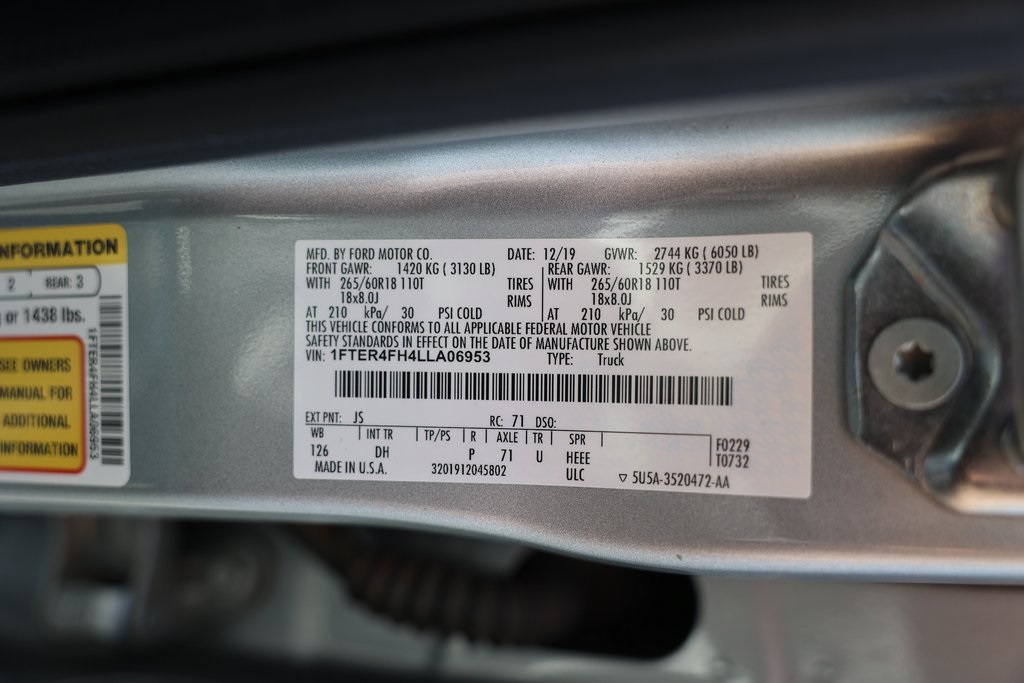 NFORMATION
2 REAR: 3
or 1438 lbs.
SEE OWNERS
MANUAL FOR
ADDITIONAL
INFORMATION
1FTER4FH4LLA06953
MFD. BY FORD MOTOR CO. DATE: 12/19 GVWR: 2744 KG ( 6050 LB)
FRONT GAWR: 1420 KG ( 3130 LB) REAR GAWR: 1529 KG ( 3370 LB)
WITH 265/60R18 110T TIRES WITH 265/60R18 110T TIRES
18x8.0J RIMS 18x8.0J RIMS
AT 210 kPa/ 30 PSI COLD AT 210 kPa/ 30 PSI COLD
THIS VEHICLE CONFORMS TO ALL APPLICABLE FEDERAL MOTOR VEHICLE
SAFETY STANDARDS IN EFFECT ON THE DATE OF MANUFACTURE SHOWN ABOVE.
VIN: 1FTER4FH4LLA06953 TYPE: Truck
EXT PNT: JS RC: 71 DSO:
WB INT TR TP/PS R AXLE TR SPR F0229
126 DH P 71 U HEEE T0732
MADE IN U.S.A. 3201912045802 ULC ▽ 5U5A-3520472-AA